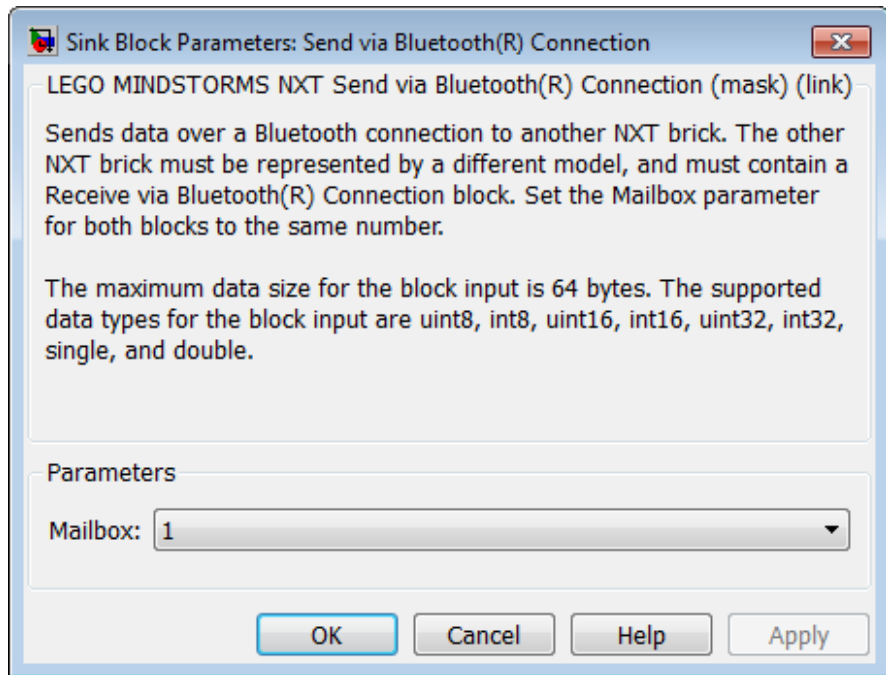 Sink Block Parameters: Send via Bluetooth(R) Connection
LEGO MINDSTORMS NXT Send via Bluetooth(R) Connection (mask) (link)
Sends data over a Bluetooth connection to another NXT brick. The other
NXT brick must be represented by a different model, and must contain a
Receive via Bluetooth(R) Connection block. Set the Mailbox parameter
for both blocks to the same number.
The maximum data size for the block input is 64 bytes. The supported
data types for the block input are uint8, int8, uint16, int16, uint32, int32,
single, and double.
Parameters
Mailbox: 1
OK Cancel Help Apply